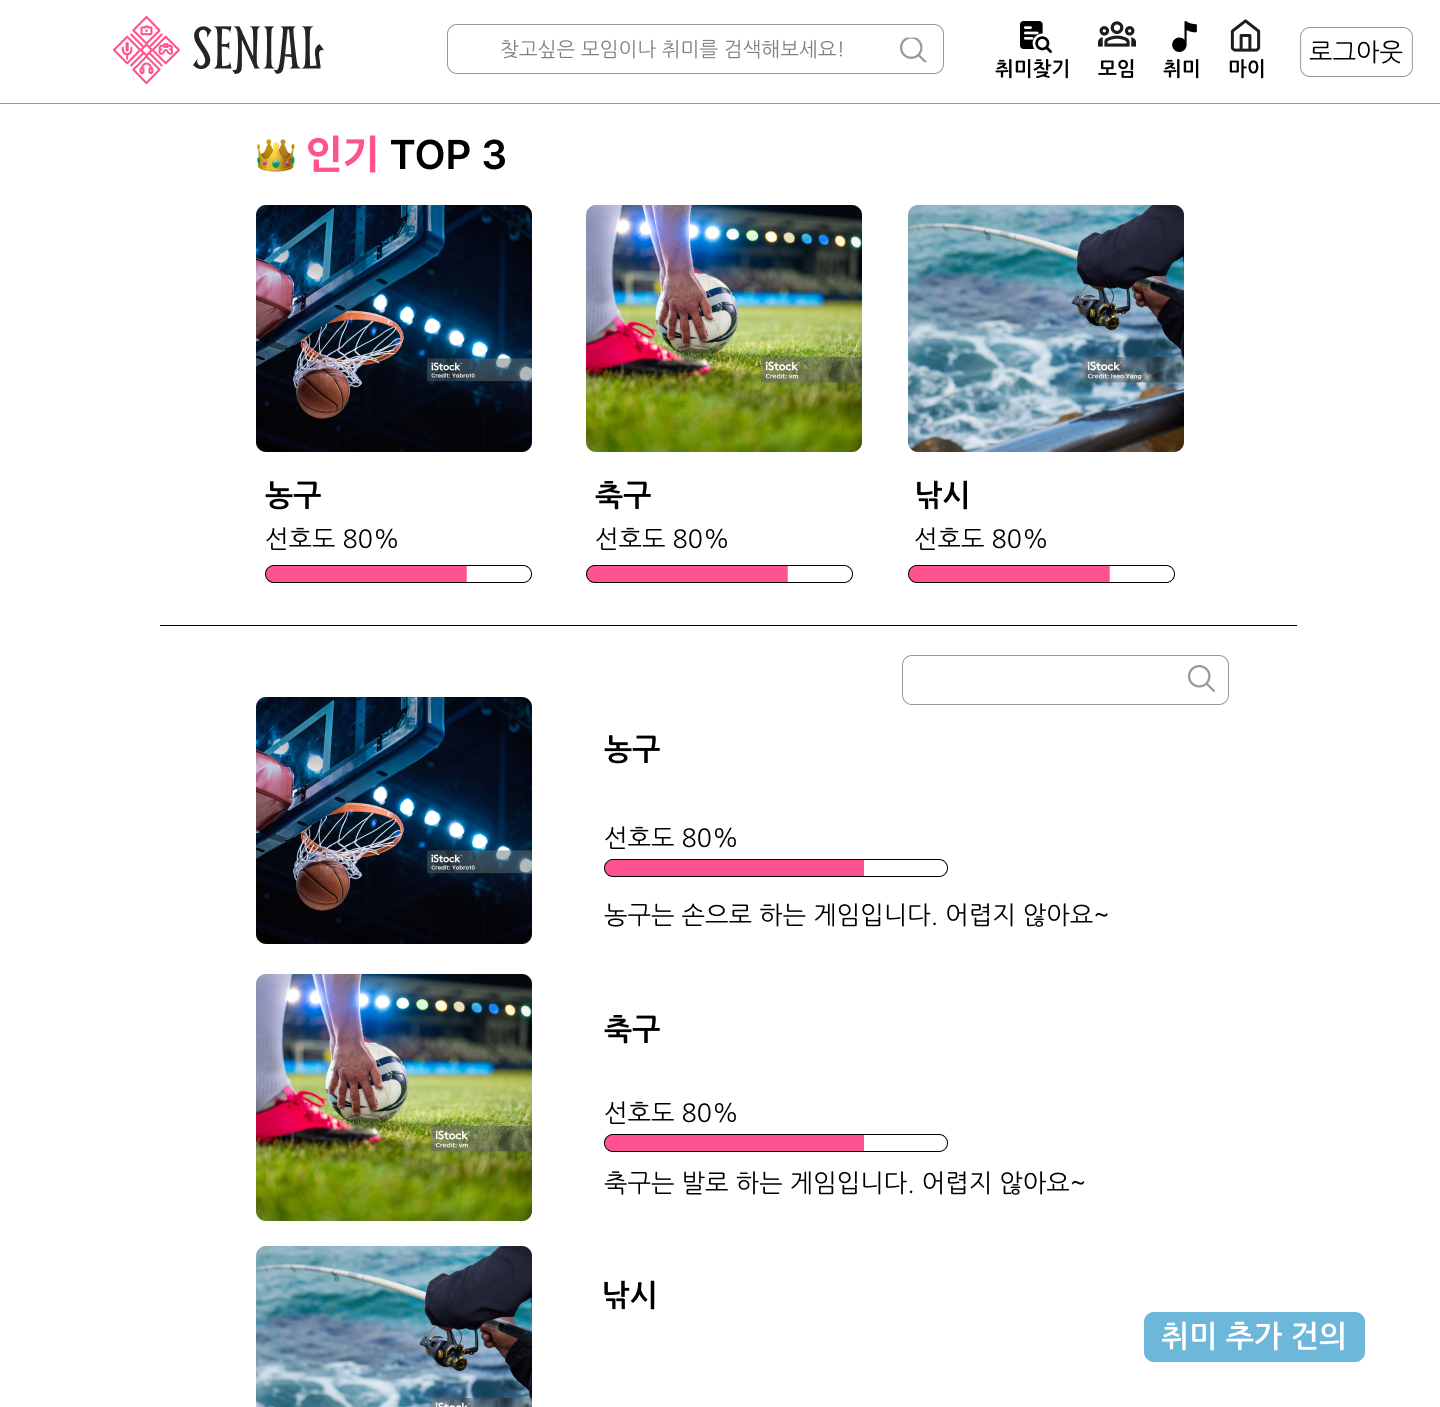 SENIAL
찾고싶은 모임이나 취미를 검색해보세요!
취미찾기
모임
취미
마이
로그아웃
인기 TOP 3
iStock
Credit: Yobro10
iStock
Credit: vm
iStock
Credit: Iseo Yang
농구
축구
낚시
선호도 80%
선호도 80%
선호도 80%
iStock
Credit: Yobro10
농구
선호도 80%
농구는 손으로 하는 게임입니다. 어렵지 않아요~
iStock
Credit: vm
축구
선호도 80%
축구는 발로 하는 게임입니다. 어렵지 않아요~
낚시
취미 추가 건의
iStock